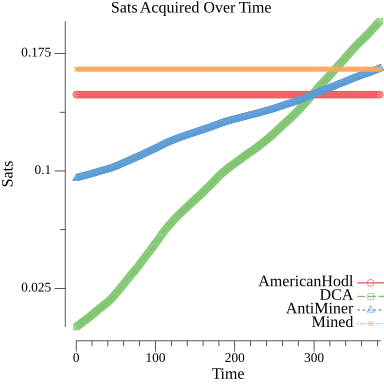 Sats Acquired Over Time
0.175
0.1
0.025
Sats
AmericanHodl
DCA
AntiMiner
Mined
0
100
200
300
Time